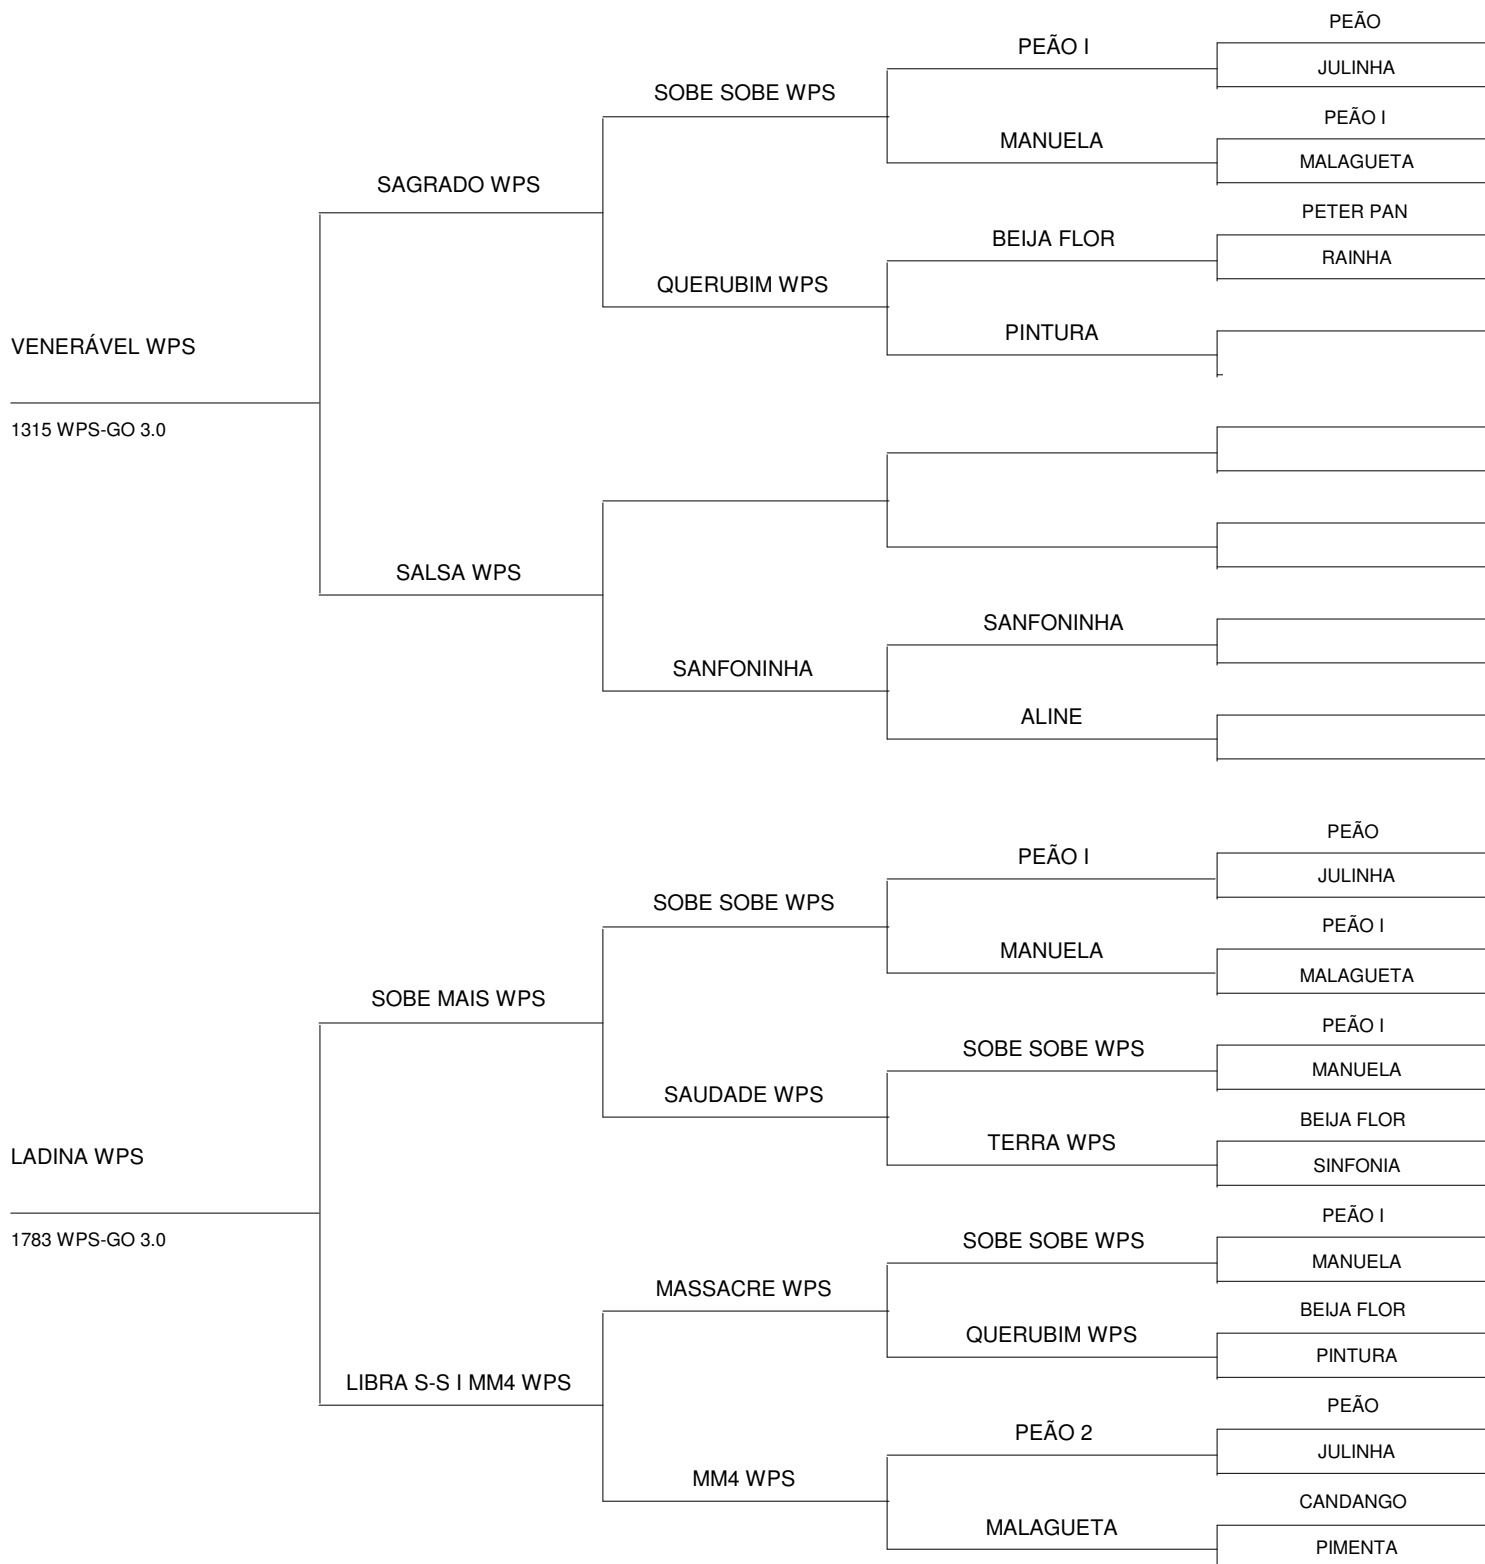 PEÃO
PEÃO I
JULINHA
SOBE SOBE WPS
PEÃO I
MANUELA
MALAGUETA
SAGRADO WPS
PETER PAN
BEIJA FLOR
RAINHA
QUERUBIM WPS
PINTURA
VENERÁVEL WPS
1315 WPS-GO 3.0
SALSA WPS
SANFONINHA
SANFONINHA
ALINE
PEÃO
PEÃO I
JULINHA
SOBE SOBE WPS
PEÃO I
MANUELA
MALAGUETA
SOBE MAIS WPS
PEÃO I
SOBE SOBE WPS
MANUELA
SAUDADE WPS
BEIJA FLOR
TERRA WPS
LADINA WPS
SINFONIA
PEÃO I
1783 WPS-GO 3.0
SOBE SOBE WPS
MANUELA
MASSACRE WPS
BEIJA FLOR
QUERUBIM WPS
PINTURA
LIBRA S-S I MM4 WPS
PEÃO
PEÃO 2
JULINHA
MM4 WPS
CANDANGO
MALAGUETA
PIMENTA